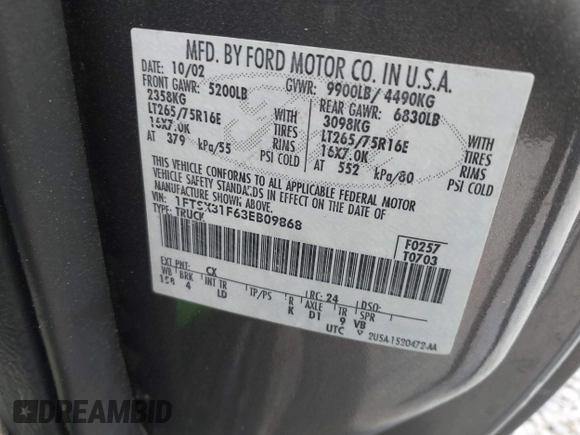 MFD. BY FORD MOTOR CO. IN U.S.A.
DATE: 10/02 GVWR: 9900LB/ 4490KG
FRONT GAWR: 5200LB REAR GAWR: 6830LB
2358KG WITH 3098KG WITH
LT265/75R16E TIRES LT265/75R16E TIRES
16X7.0K RIMS 16X7.0K RIMS
AT 379 kPa/55 PSI COLD AT 552 kPa/80 PSI COLD
THIS VEHICLE CONFORMS TO ALL APPLICABLE FEDERAL MOTOR
VEHICLE SAFETY STANDARDS IN EFFECT ON THE DATE OF
MANUFACTURE SHOWN ABOVE.
VIN: 1FTSX31F63EB09868
TYPE: TRUCK
F0257
T0703
EXT PNT: CX RC: 24 DSO:
WB BRK INT TR TP/PS R AXLE TR SPR
158 4 LD K D1 9 VB
UTC
2USA-1520472-AA
DREAMBID